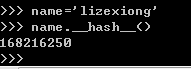 >>> name='lizexiong'
>>> name.__hash__()
168216250
>>>